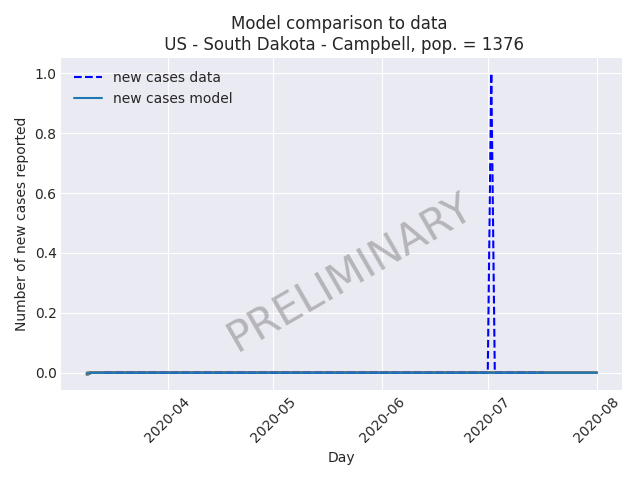 Model comparison to data
US - South Dakota - Campbell, pop. = 1376
new cases data
new cases model
1.0
0.8
0.6
0.4
0.2
0.0
Number of new cases reported
PRELIMINARY
2020-04
2020-05
2020-06
2020-07
2020-08
Day